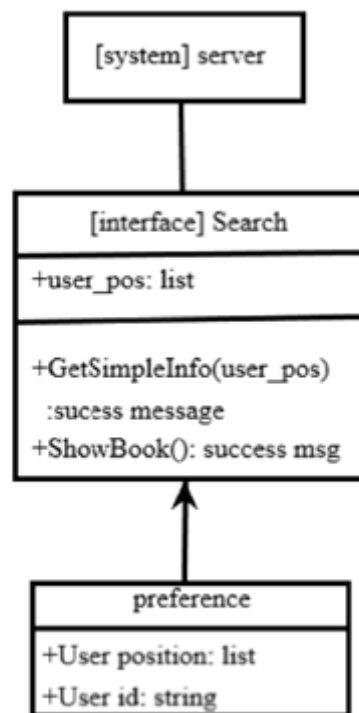 [system] server
[interface] Search
+user_pos: list
+GetSimpleInfo(user_pos)
:sucess message
+ShowBook(): success msg
preference
+User position: list
+User id: string